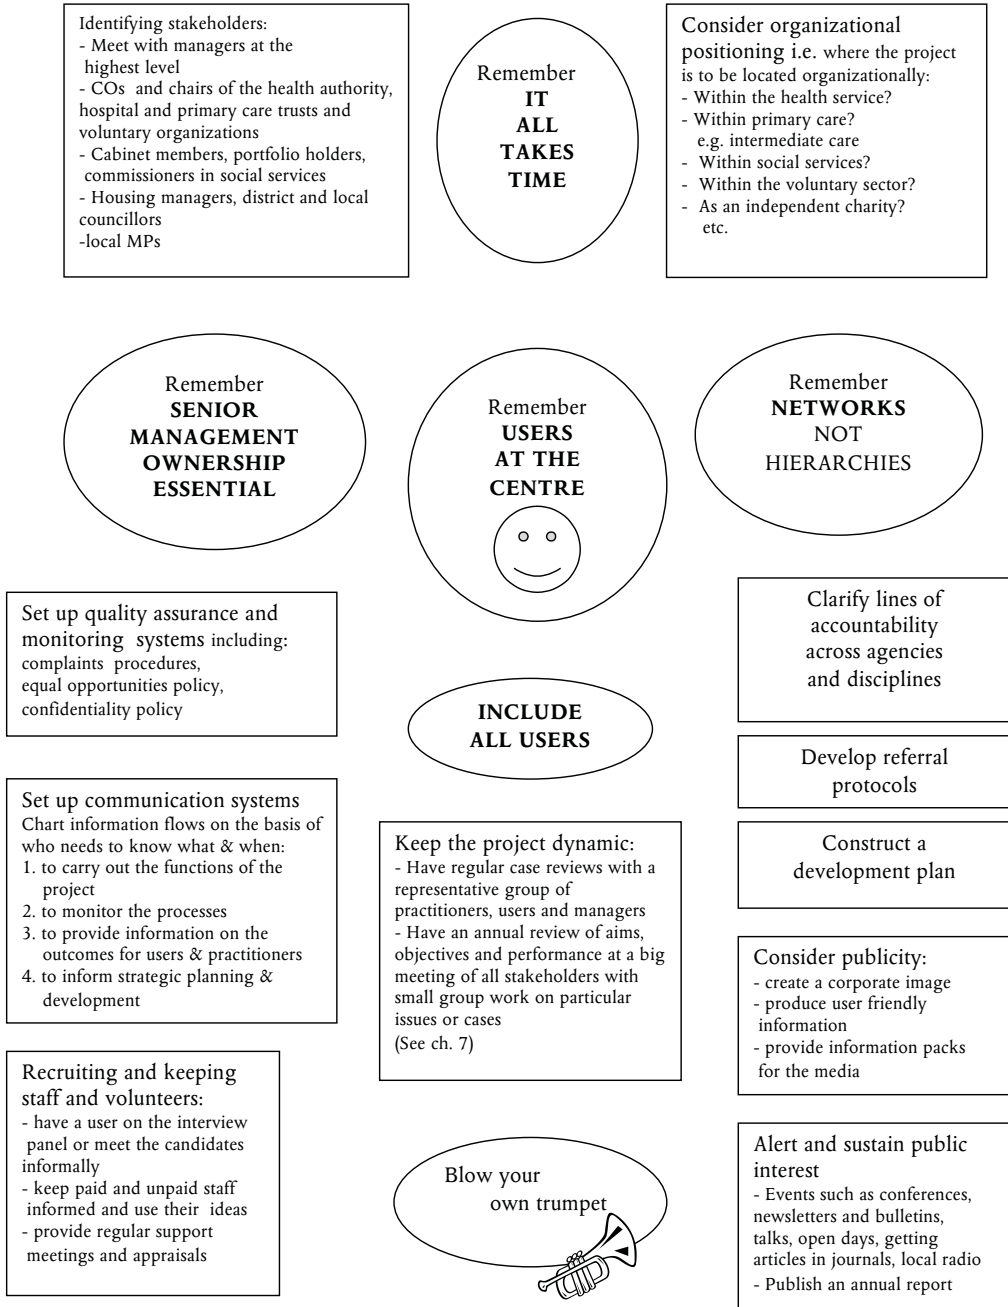 Identifying stakeholders:
- Meet with managers at the
highest level
- COs and chairs of the health authority,
hospital and primary care trusts and
voluntary organizations
- Cabinet members, portfolio holders,
commissioners in social services
- Housing managers, district and local
councillors
-local MPs
Remember
IT
ALL
TAKES
TIME
Consider organizational
positioning i.e. where the project
is to be located organizationally:
- Within the health service?
- Within primary care?
e.g. intermediate care
- Within social services?
- Within the voluntary sector?
- As an independent charity?
etc.
Remember
SENIOR
MANAGEMENT
OWNERSHIP
ESSENTIAL
Remember
USERS
AT THE
CENTRE
Remember
NETWORKS
NOT
HIERARCHIES
Set up quality assurance and
monitoring systems including:
complaints procedures,
equal opportunities policy,
confidentiality policy
INCLUDE
ALL USERS
Clarify lines of
accountability
across agencies
and disciplines
Develop referral
protocols
Construct a
development plan
Set up communication systems
Chart information flows on the basis of
who needs to know what & when:
1. to carry out the functions of the
project
2. to monitor the processes
3. to provide information on the
outcomes for users & practitioners
4. to inform strategic planning &
development
Keep the project dynamic:
- Have regular case reviews with a
representative group of
practitioners, users and managers
- Have an annual review of aims,
objectives and performance at a big
meeting of all stakeholders with
small group work on particular
issues or cases
(See ch. 7)
Consider publicity:
- create a corporate image
- produce user friendly
information
- provide information packs
for the media
Recruiting and keeping
staff and volunteers:
- have a user on the interview
panel or meet the candidates
informally
- keep paid and unpaid staff
informed and use their ideas
- provide regular support
meetings and appraisals
Blow your
own trumpet
Alert and sustain public
interest
- Events such as conferences,
newsletters and bulletins,
talks, open days, getting
articles in journals, local radio
- Publish an annual report